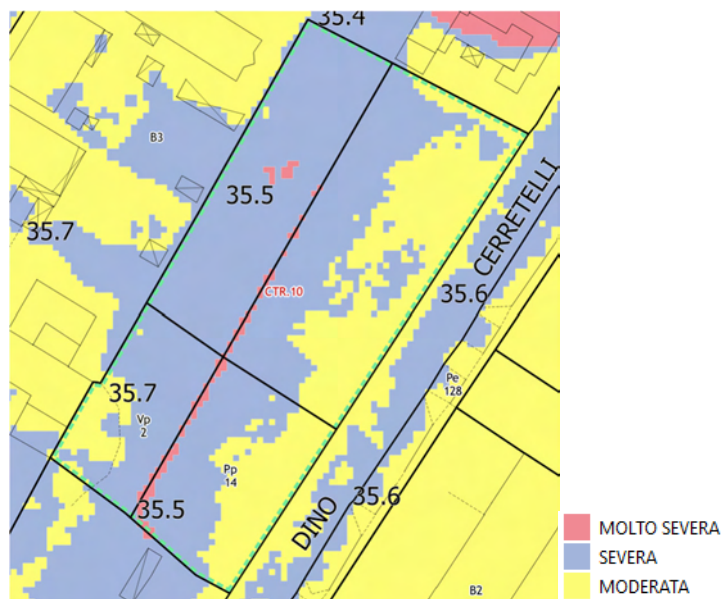 35.4
B3
35.5
35.7
CTR.10
CERRETELLI
35.6
35.7
Vp
2
Pe
128
Pp
14
35.5
35.6
DINO
B2
MOLTO SEVERA
SEVERA
MODERATA